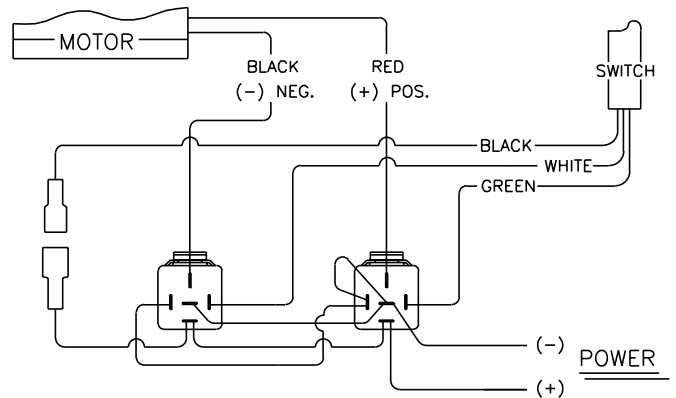 MOTOR
BLACK
(-) NEG.
RED
(+) POS.
SWITCH
BLACK
WHITE
GREEN
(-)
POWER
(+)